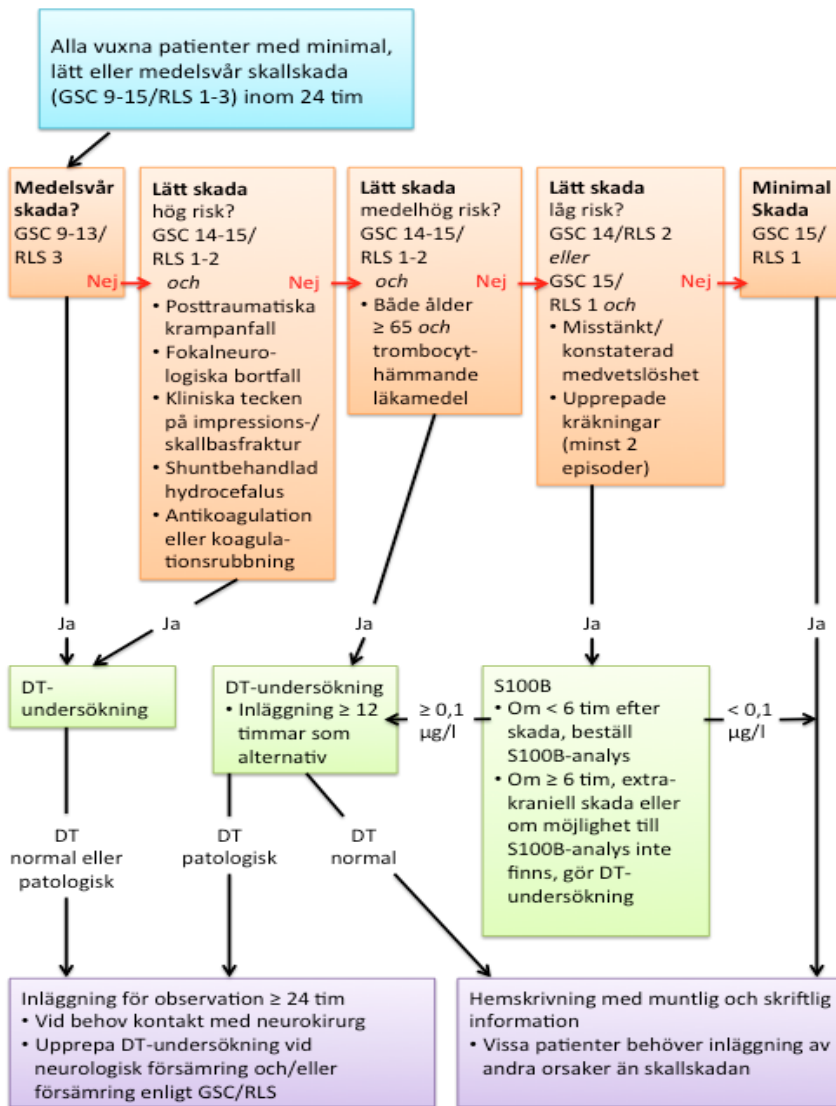 Alla vuxna patienter med minimal,
lätt eller medelsvår skallskada
(GSC 9-15/RLS 1-3) inom 24 tim
Medelsvår
skada?
GSC 9-13/
RLS 3
Nej
Lätt skada
hög risk?
GSC 14-15/
RLS 1-2
och
• Posttraumatiska
krampanfall
• Fokalneuro-
logiska bortfall
• Kliniska tecken
på impressions-/
skallbasfraktur
• Shuntbehandlad
hydrocefalus
• Antikoagulation
eller koagula-
tionsrubbning
Nej
Lätt skada
medelhög risk?
GSC 14-15/
RLS 1-2
och
• Både ålder
≥ 65 och
trombocyt-
hämmande
läkamedel
Nej
Lätt skada
låg risk?
GSC 14/RLS 2
eller
GSC 15/
RLS 1 och
• Misstänkt/
konstaterad
medvetslöshet
• Upprepade
kräkningar
(minst 2
episoder)
Nej
Minimal
Skada
GSC 15/
RLS 1
Ja
Ja
Ja
Ja
Ja
DT-
undersökning
DT-undersökning
• Inläggning ≥ 12
timmar som
alternativ
≥ 0,1
µg/l
S100B
• Om < 6 tim efter
skada, beställ
S100B-analys
• Om ≥ 6 tim, extra-
kraniell skada eller
om möjlighet till
S100B-analys inte
finns, gör DT-
undersökning
< 0,1
µg/l
DT
normal eller
patologisk
DT
patologisk
DT
normal
Inläggning för observation ≥ 24 tim
• Vid behov kontakt med neurokirurg
• Upprepa DT-undersökning vid
neurologisk försämring och/eller
försämring enligt GSC/RLS
Hemskrivning med muntlig och skriftlig
information
• Vissa patienter behöver inläggning av
andra orsaker än skallskadan